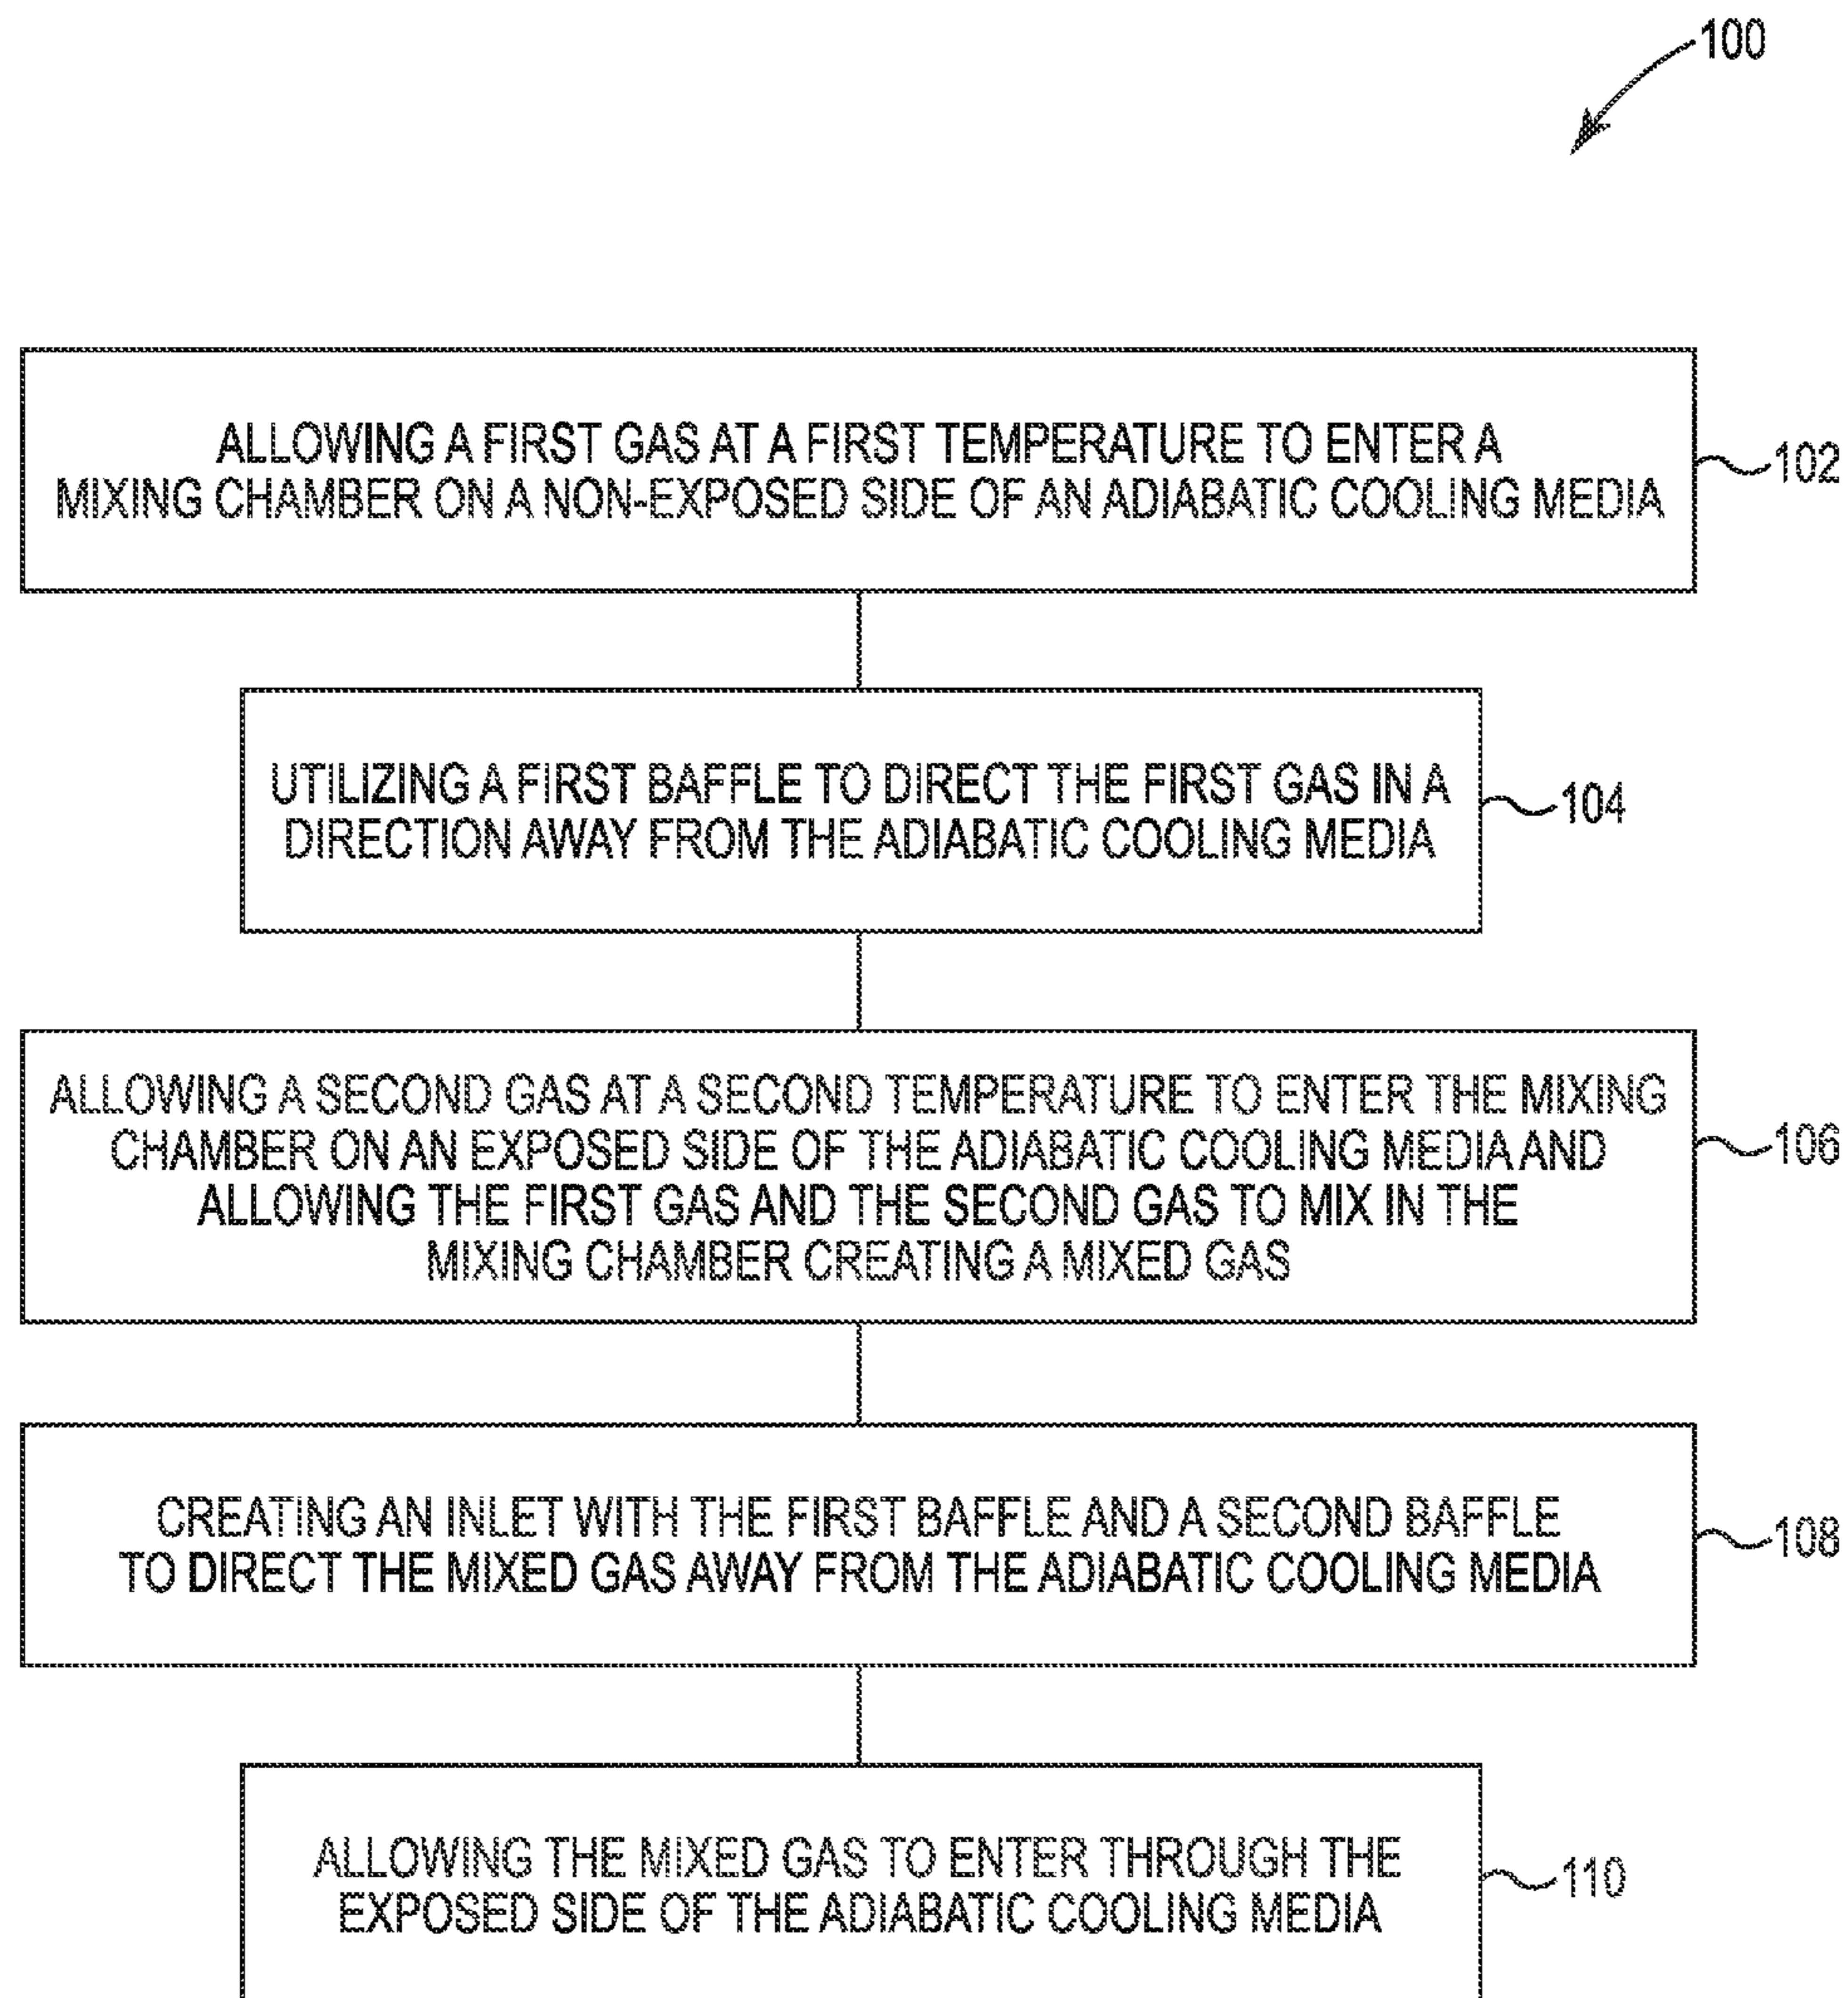 100
ALLOWING A FIRST GAS AT A FIRST TEMPERATURE TO ENTER A
MIXING CHAMBER ON A NON-EXPOSED SIDE OF AN ADIABATIC COOLING MEDIA
102
UTILIZING A FIRST BAFFLE TO DIRECT THE FIRST GAS IN A
DIRECTION AWAY FROM THE ADIABATIC COOLING MEDIA
104
ALLOWING A SECOND GAS AT A SECOND TEMPERATURE TO ENTER THE MIXING
CHAMBER ON AN EXPOSED SIDE OF THE ADIABATIC COOLING MEDIA AND
ALLOWING THE FIRST GAS AND THE SECOND GAS TO MIX IN THE
MIXING CHAMBER CREATING A MIXED GAS
106
CREATING AN INLET WITH THE FIRST BAFFLE AND A SECOND BAFFLE
TO DIRECT THE MIXED GAS AWAY FROM THE ADIABATIC COOLING MEDIA
108
ALLOWING THE MIXED GAS TO ENTER THROUGH THE
EXPOSED SIDE OF THE ADIABATIC COOLING MEDIA
110